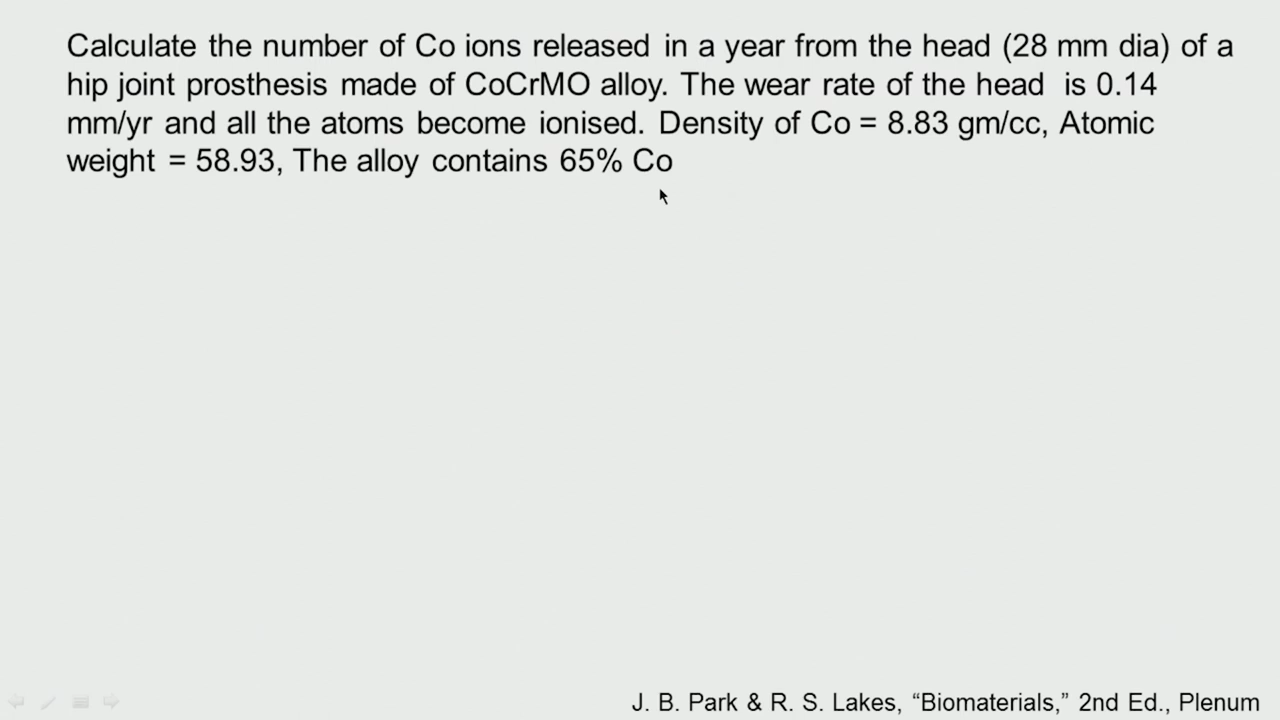 Calculate the number of Co ions released in a year from the head (28 mm dia) of a
hip joint prosthesis made of CoCrMO alloy. The wear rate of the head is 0.14
mm/yr and all the atoms become ionised. Density of Co = 8.83 gm/cc, Atomic
weight = 58.93, The alloy contains 65% Co
J. B. Park & R. S. Lakes, “Biomaterials,” 2nd Ed., Plenum